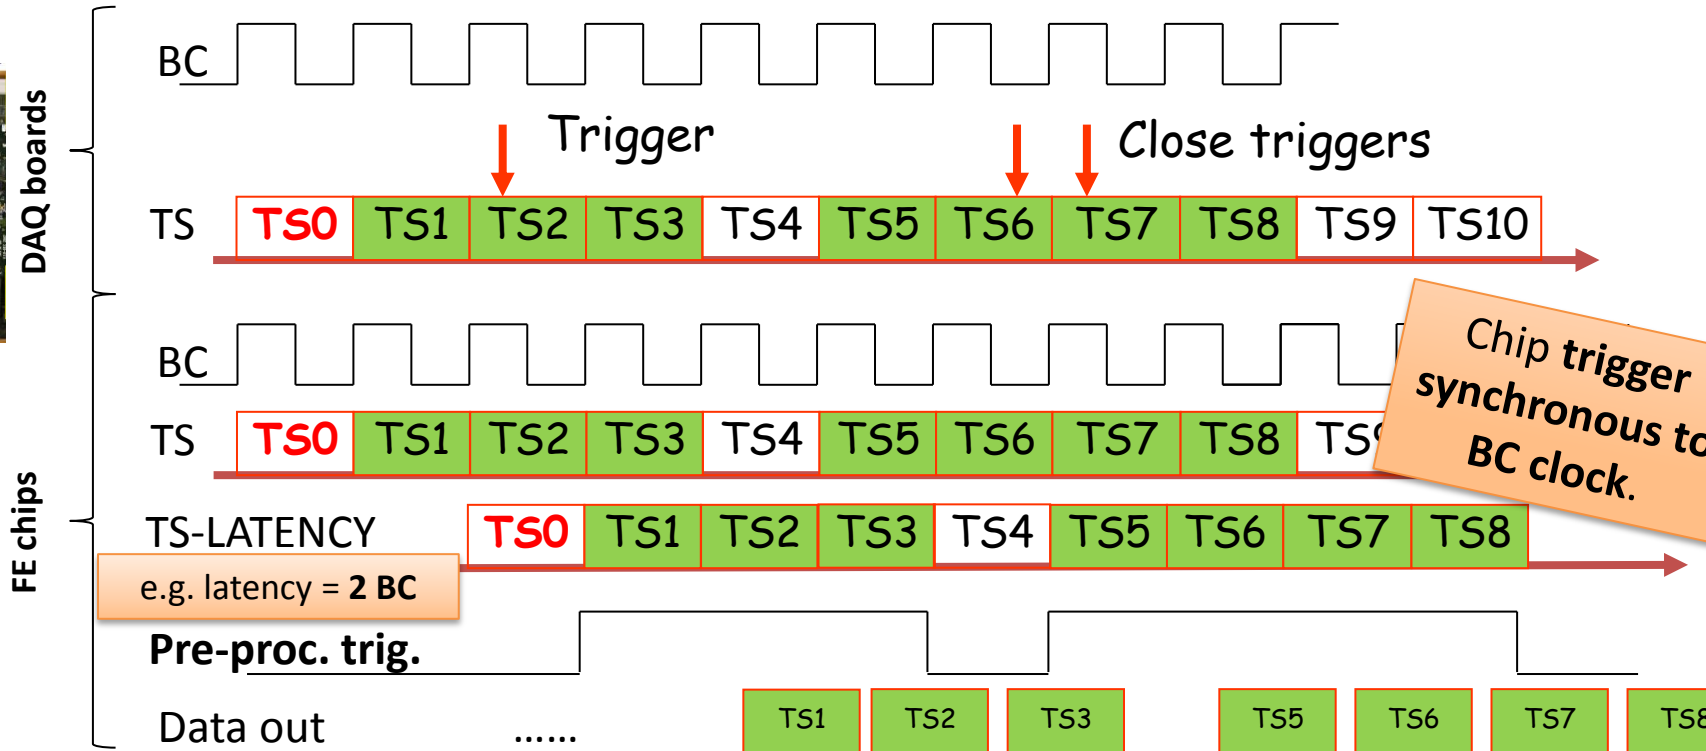 DAQ boards
BC
Trigger
Close triggers
TS TS0 TS1 TS2 TS3 TS4 TS5 TS6 TS7 TS8 TS9 TS10
FE chips
BC
Chip trigger
synchronous to
BC clock.
TS TS0 TS1 TS2 TS3 TS4 TS5 TS6 TS7 TS8 TS9
TS-LATENCY TS0 TS1 TS2 TS3 TS4 TS5 TS6 TS7 TS8
e.g. latency = 2 BC
Pre-proc. trig.
Data out ...... TS1 TS2 TS3 TS5 TS6 TS7 TS8